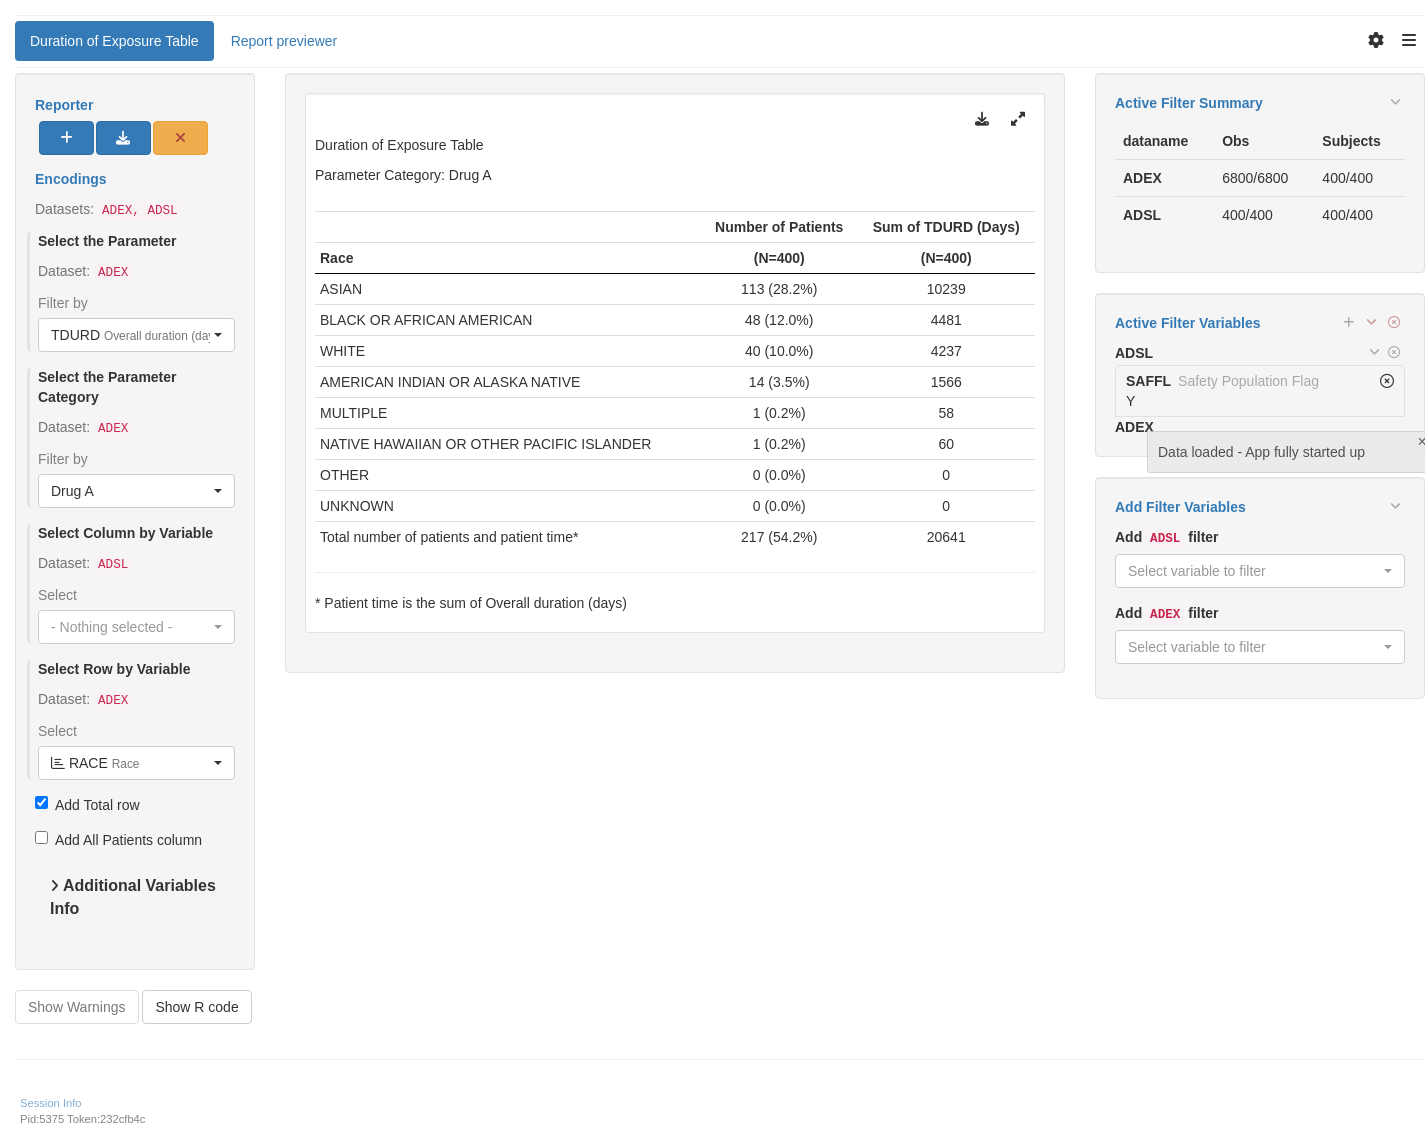 Duration of Exposure Table
Report previewer
Reporter
Encodings
Datasets: ADEX, ADSL
Select the Parameter
Dataset: ADEX
Filter by
TDURD Overall duration (day
Select the Parameter
Category
Dataset: ADEX
Filter by
Drug A
Select Column by Variable
Dataset: ADSL
Select
- Nothing selected -
Select Row by Variable
Dataset: ADEX
Select
RACE Race
Add Total row
Add All Patients column
Additional Variables
Info
Show Warnings
Show R code
Duration of Exposure Table
Parameter Category: Drug A
Number of Patients Sum of TDURD (Days)
Race (N=400) (N=400)
ASIAN 113 (28.2%) 10239
BLACK OR AFRICAN AMERICAN 48 (12.0%) 4481
WHITE 40 (10.0%) 4237
AMERICAN INDIAN OR ALASKA NATIVE 14 (3.5%) 1566
MULTIPLE 1 (0.2%) 58
NATIVE HAWAIIAN OR OTHER PACIFIC ISLANDER 1 (0.2%) 60
OTHER 0 (0.0%) 0
UNKNOWN 0 (0.0%) 0
Total number of patients and patient time* 217 (54.2%) 20641
* Patient time is the sum of Overall duration (days)
Active Filter Summary
dataname Obs Subjects
ADEX 6800/6800 400/400
ADSL 400/400 400/400
Active Filter Variables
ADSL
SAFFL Safety Population Flag
Y
ADEX
Data loaded - App fully started up
Add Filter Variables
Add ADSL filter
Select variable to filter
Add ADEX filter
Select variable to filter
Session Info
Pid:5375 Token:232cfb4c